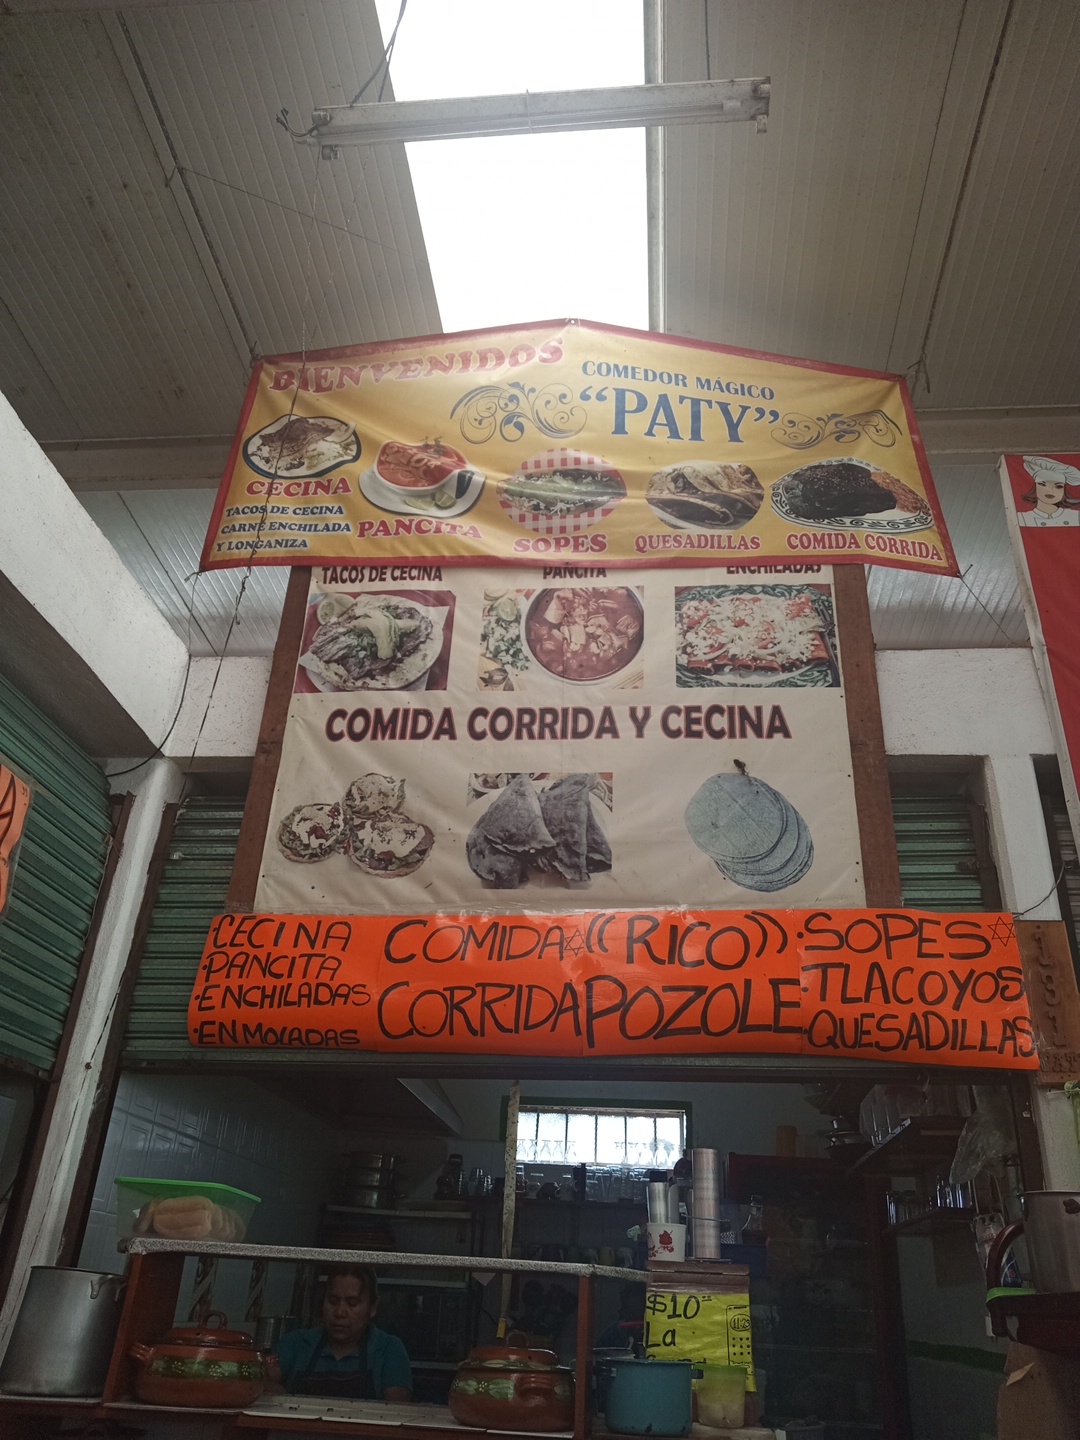 BIENVENIDOS
COMEDOR MÁGICO
"PATY"
CECINA
TACOS DE CECINA
CARNE ENCHILADA
Y LONGANIZA
PANCITA
SOPES
QUESADILLAS
COMIDA CORRIDA
TACOS DE CECINA
PANCITA
ENCHILADAS
COMIDA CORRIDA Y CECINA
·CECINA
·PANCITA
·ENCHILADAS
·ENMOLADAS
COMIDA
CORRIDA
((RICO))
POZOLE
·SOPES
·TLACOYOS
·QUESADILLAS
$10
La